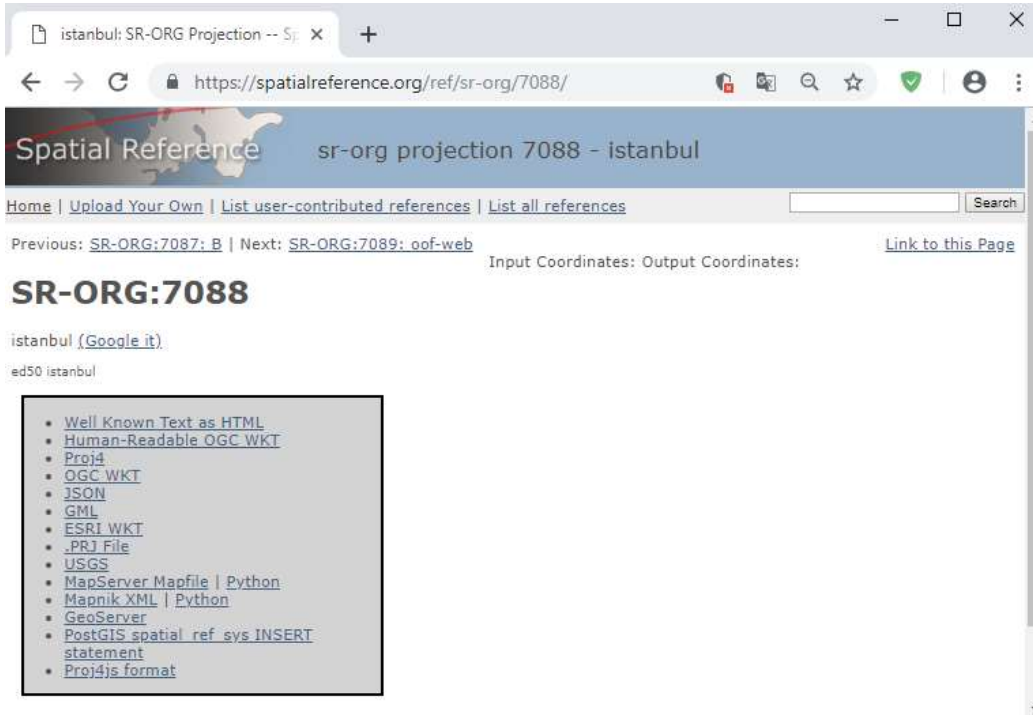 istanbul: SR-ORG Projection -- Sp
https://spatialreference.org/ref/sr-org/7088/
Spatial Reference sr-org projection 7088 - istanbul
Home | Upload Your Own | List user-contributed references | List all references Search
Previous: SR-ORG:7087: B | Next: SR-ORG:7089: oof-web Link to this Page
Input Coordinates: Output Coordinates:
SR-ORG:7088
istanbul (Google it)
ed50 istanbul
Well Known Text as HTML
Human-Readable OGC WKT
Proj4
OGC WKT
JSON
GML
ESRI WKT
.PRJ File
USGS
MapServer Mapfile | Python
Mapnik XML | Python
GeoServer
PostGIS spatial_ref_sys INSERT
statement
Proj4js format